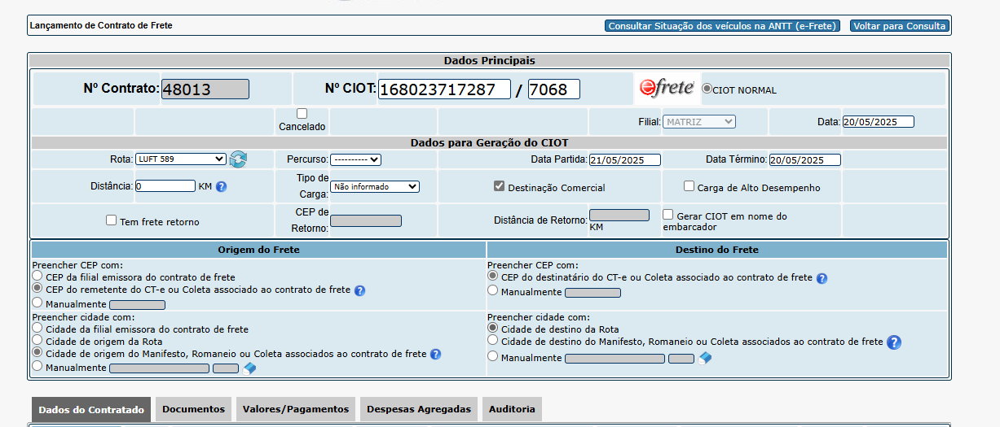 Lançamento de Contrato de Frete
Consultar Situação dos veículos na ANTT (e-Frete)
Voltar para Consulta
Dados Principais
Nº Contrato: 48013
Nº CIOT: 168023717287 / 7068
efrete
CIOT NORMAL
Cancelado
Filial: MATRIZ
Data: 20/05/2025
Dados para Geração do CIOT
Rota: LUFT 589
Percurso: ----------
Data Partida: 21/05/2025
Data Término: 20/05/2025
Distância: 0 KM ?
Tipo de
Carga: Não informado
Destinação Comercial
Carga de Alto Desempenho
Tem frete retorno
CEP de
Retorno:
Distância de Retorno:
KM
Gerar CIOT em nome do
embarcador
Origem do Frete
Preencher CEP com:
CEP da filial emissora do contrato de frete
CEP do remetente do CT-e ou Coleta associado ao contrato de frete ?
Manualmente
Preencher cidade com:
Cidade da filial emissora do contrato de frete
Cidade de origem da Rota
Cidade de origem do Manifesto, Romaneio ou Coleta associados ao contrato de frete ?
Manualmente
Destino do Frete
Preencher CEP com:
CEP do destinatário do CT-e ou Coleta associado ao contrato de frete ?
Manualmente
Preencher cidade com:
Cidade de destino da Rota
Cidade de destino do Manifesto, Romaneio ou Coleta associados ao contrato de frete ?
Manualmente
Dados do Contratado
Documentos
Valores/Pagamentos
Despesas Agregadas
Auditoria